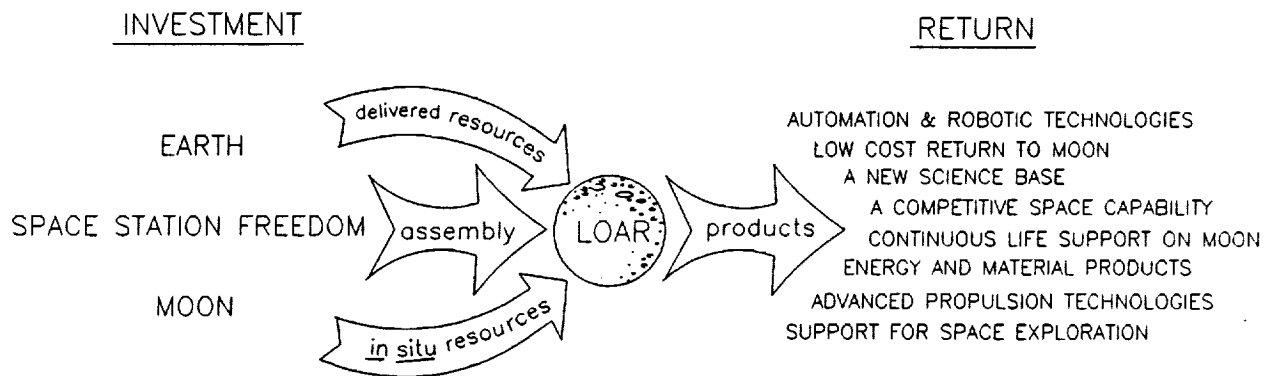 INVESTMENT
RETURN
delivered resources
EARTH
SPACE STATION FREEDOM
assembly
MOON
in situ resources
LOAR
products
AUTOMATION & ROBOTIC TECHNOLOGIES
LOW COST RETURN TO MOON
A NEW SCIENCE BASE
A COMPETITIVE SPACE CAPABILITY
CONTINUOUS LIFE SUPPORT ON MOON
ENERGY AND MATERIAL PRODUCTS
ADVANCED PROPULSION TECHNOLOGIES
SUPPORT FOR SPACE EXPLORATION